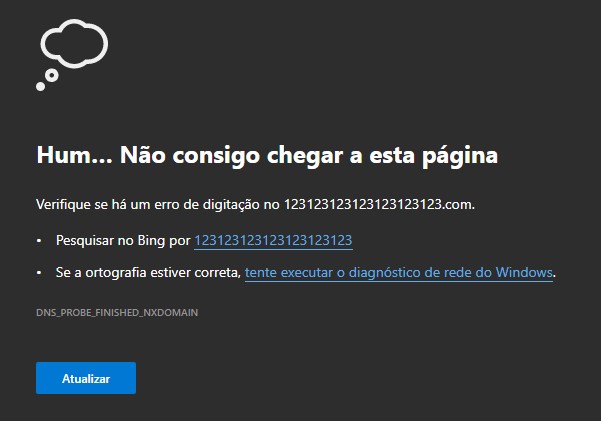 Hum... Não consigo chegar a esta página
Verifique se há um erro de digitação no 123123123123123123123.com.
• Pesquisar no Bing por 123123123123123123123
• Se a ortografia estiver correta, tente executar o diagnóstico de rede do Windows.
DNS_PROBE_FINISHED_NXDOMAIN
Atualizar